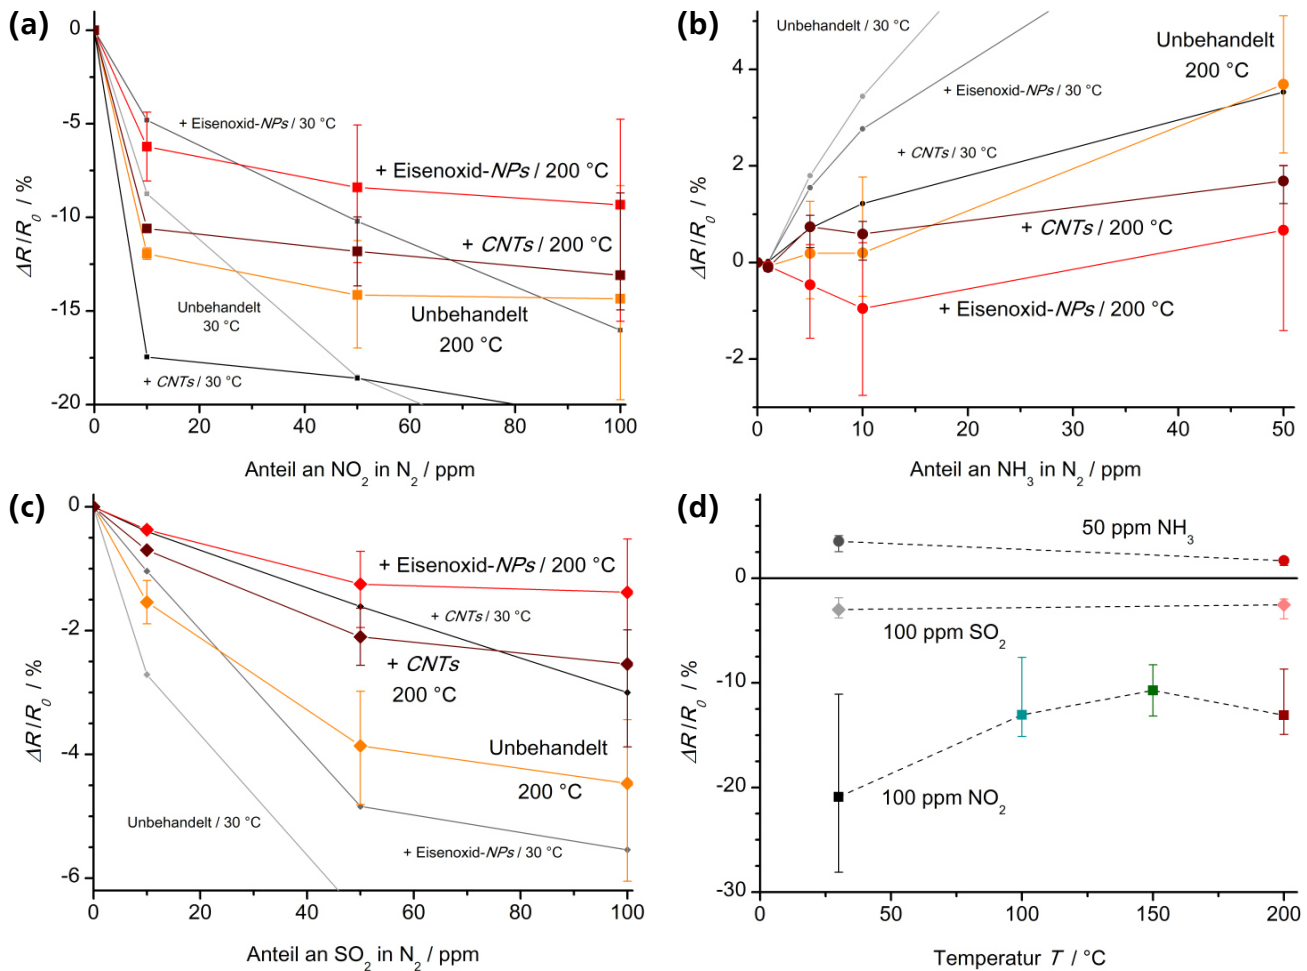 (a)
0
-5
-10
-15
-20
ΔR/R0 / %
+ Eisenoxid-NPs / 30 °C
+ Eisenoxid-NPs / 200 °C
+ CNTs / 200 °C
Unbehandelt
30 °C
Unbehandelt
200 °C
+ CNTs / 30 °C
0 20 40 60 80 100
Anteil an NO2 in N2 / ppm
(b)
4
2
0
-2
ΔR/R0 / %
Unbehandelt / 30 °C
Unbehandelt
200 °C
+ Eisenoxid-NPs / 30 °C
+ CNTs / 30 °C
+ CNTs / 200 °C
+ Eisenoxid-NPs / 200 °C
0 10 20 30 40 50
Anteil an NH3 in N2 / ppm
(c)
0
-2
-4
-6
ΔR/R0 / %
+ Eisenoxid-NPs / 200 °C
+ CNTs / 30 °C
+ CNTs
200 °C
Unbehandelt
200 °C
Unbehandelt / 30 °C
+ Eisenoxid-NPs / 30 °C
0 20 40 60 80 100
Anteil an SO2 in N2 / ppm
(d)
0
-10
-20
-30
ΔR/R0 / %
50 ppm NH3
100 ppm SO2
100 ppm NO2
0 50 100 150 200
Temperatur T / °C